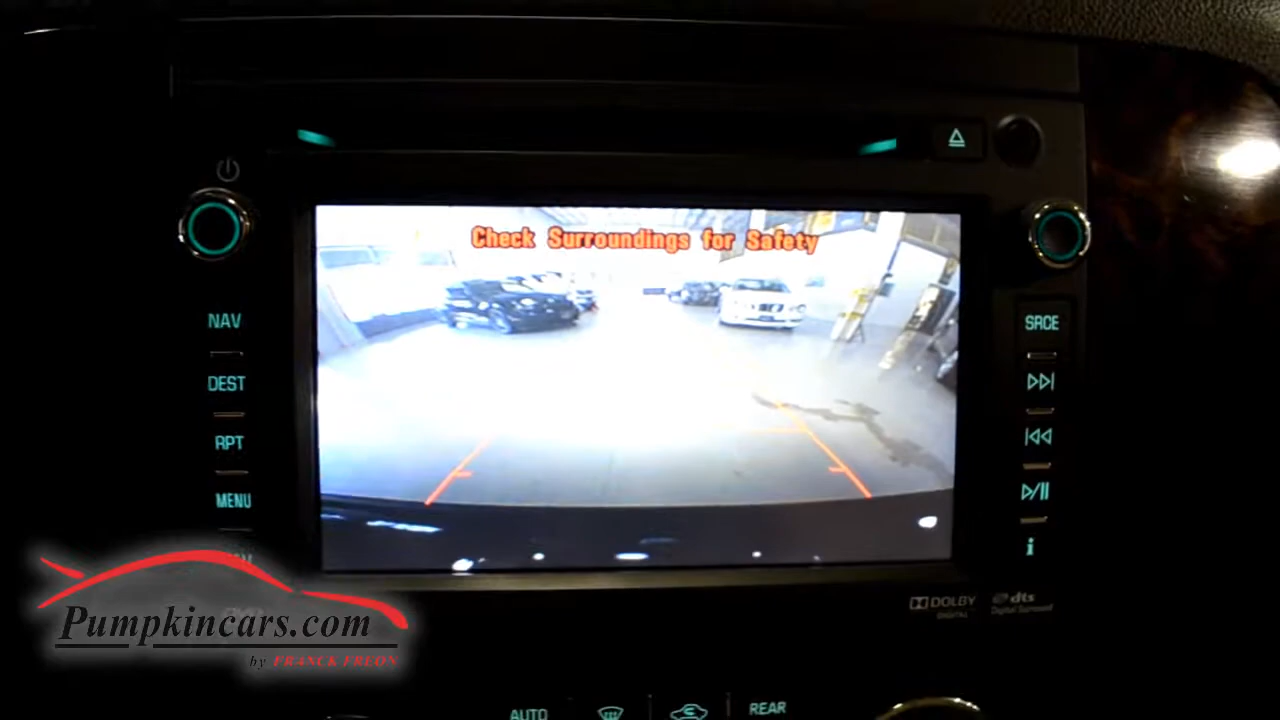 Check Surroundings for Safety
NAV
DEST
RPT
MENU
SRCE
i
DOLBY
DIGITAL
dts
Digital Surround
Pumpkincars.com
by FRANCK FREON
AUTO
REAR